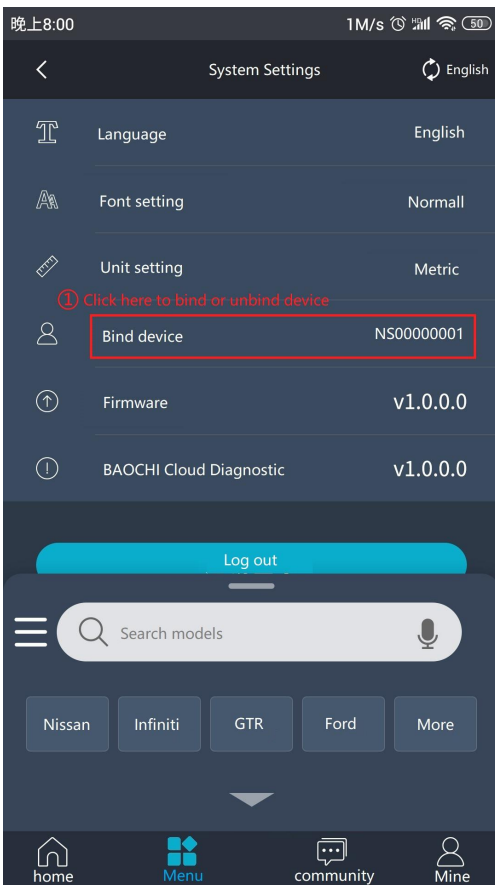 晚上8:00 1M/s HD 50
System Settings English
Language English
Font setting Normall
Unit setting Metric
① Click here to bind or unbind device
Bind device NS00000001
Firmware v1.0.0.0
BAOCHI Cloud Diagnostic v1.0.0.0
Log out
Search models
Nissan Infiniti GTR Ford More
home Menu community Mine